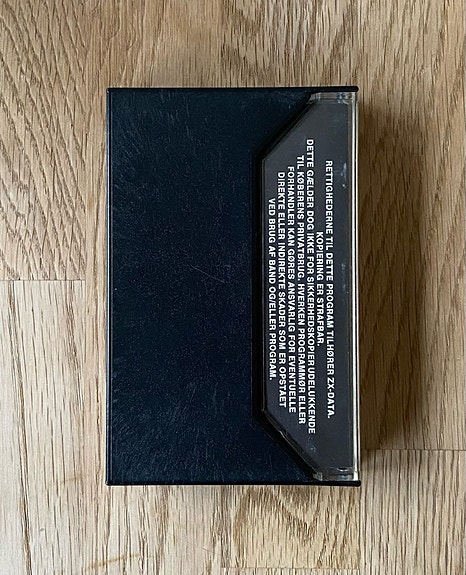 RETTIGHEDERNE TIL DETTE PROGRAM TILHØRER ZX-DATA.
KOPIERING ER STRAFBAR.
DETTE GÆLDER DOG IKKE FOR SIKKERHEDSKOPIER UDELUKKENDE
TIL KØBERENS PRIVATBRUG. HVERKEN PROGRAMMØR ELLER
FORHANDLER KAN GØRES ANSVARLIG FOR EVENTUELLE
DIREKTE ELLER INDIREKTE SKADER SOM ER OPSTAET
VED BRUG AF BAND OG/ELLER PROGRAM.